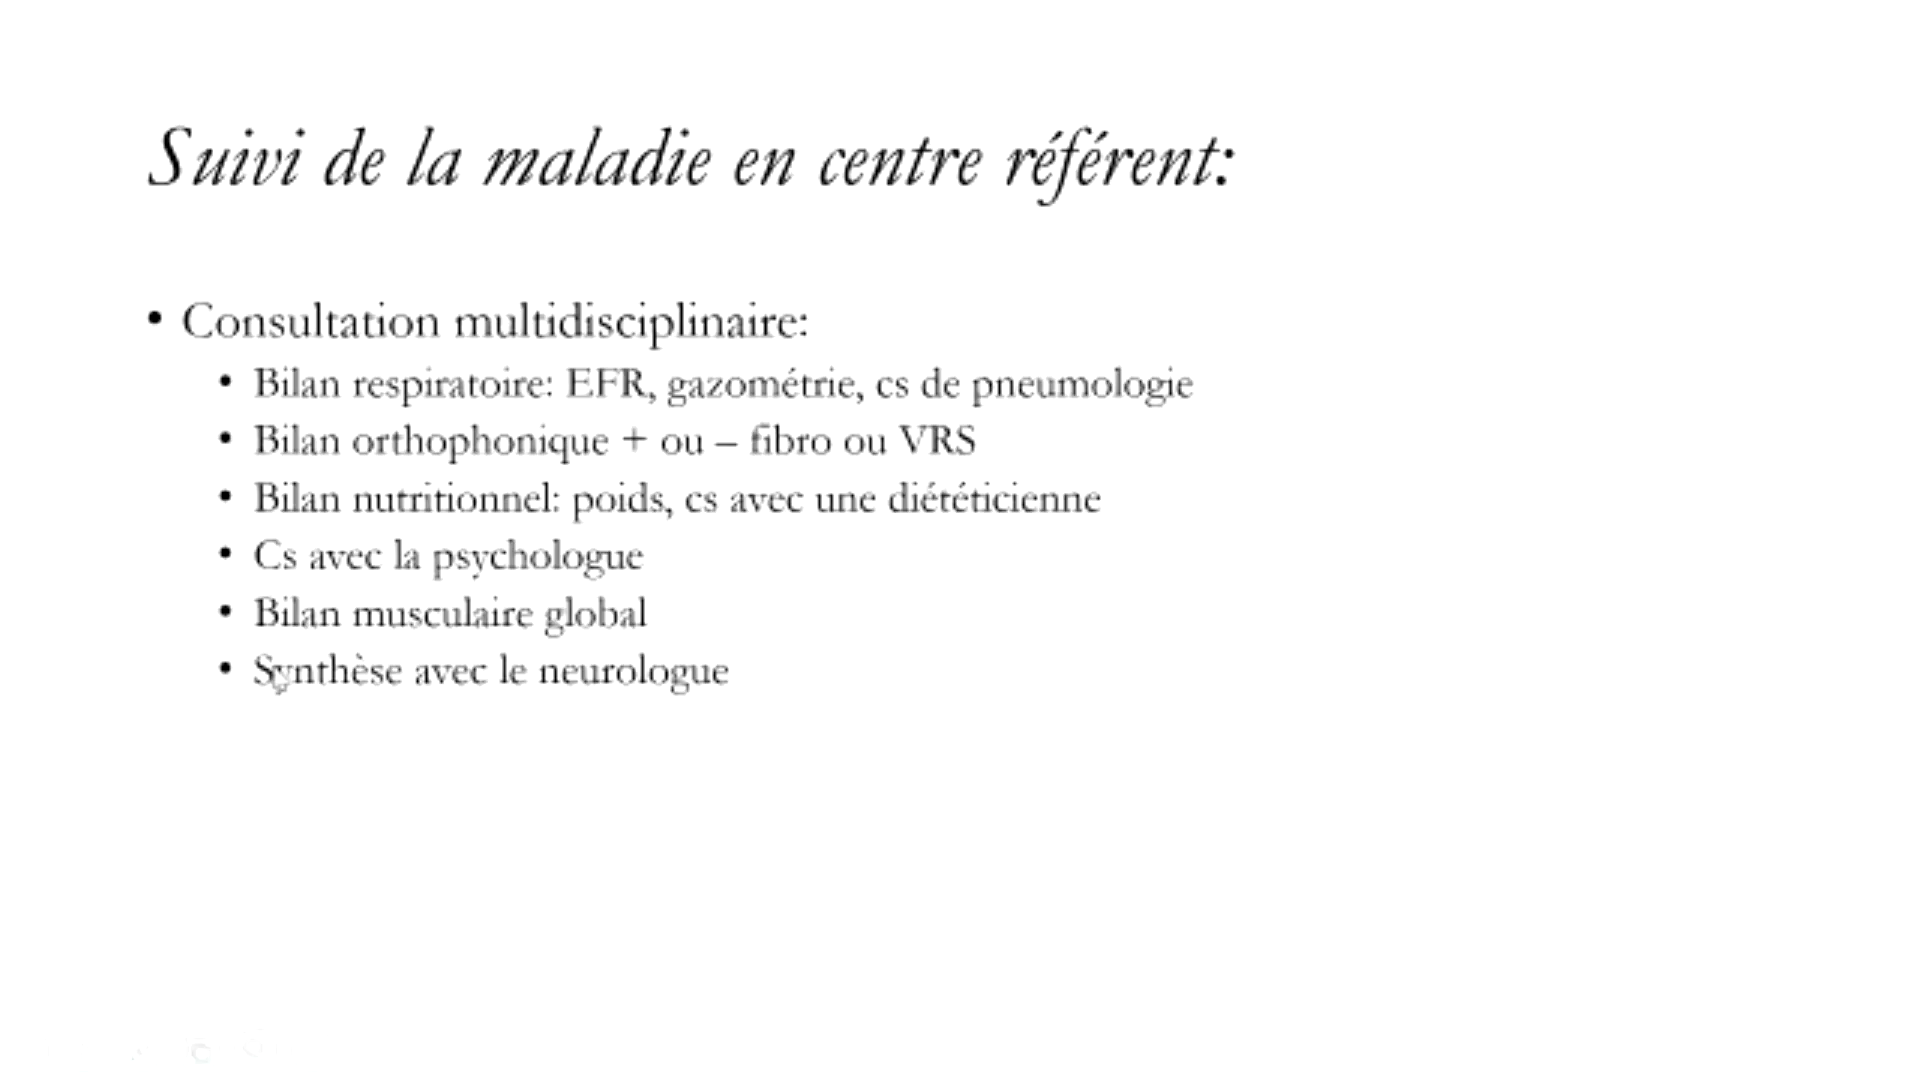 Suivi de la maladie en centre référent:
• Consultation multidisciplinaire:
• Bilan respiratoire: EFR, gazométrie, cs de pneumologie
• Bilan orthophonique + ou – fibro ou VRS
• Bilan nutritionnel: poids, cs avec une diététicienne
• Cs avec la psychologue
• Bilan musculaire global
• Synthèse avec le neurologue